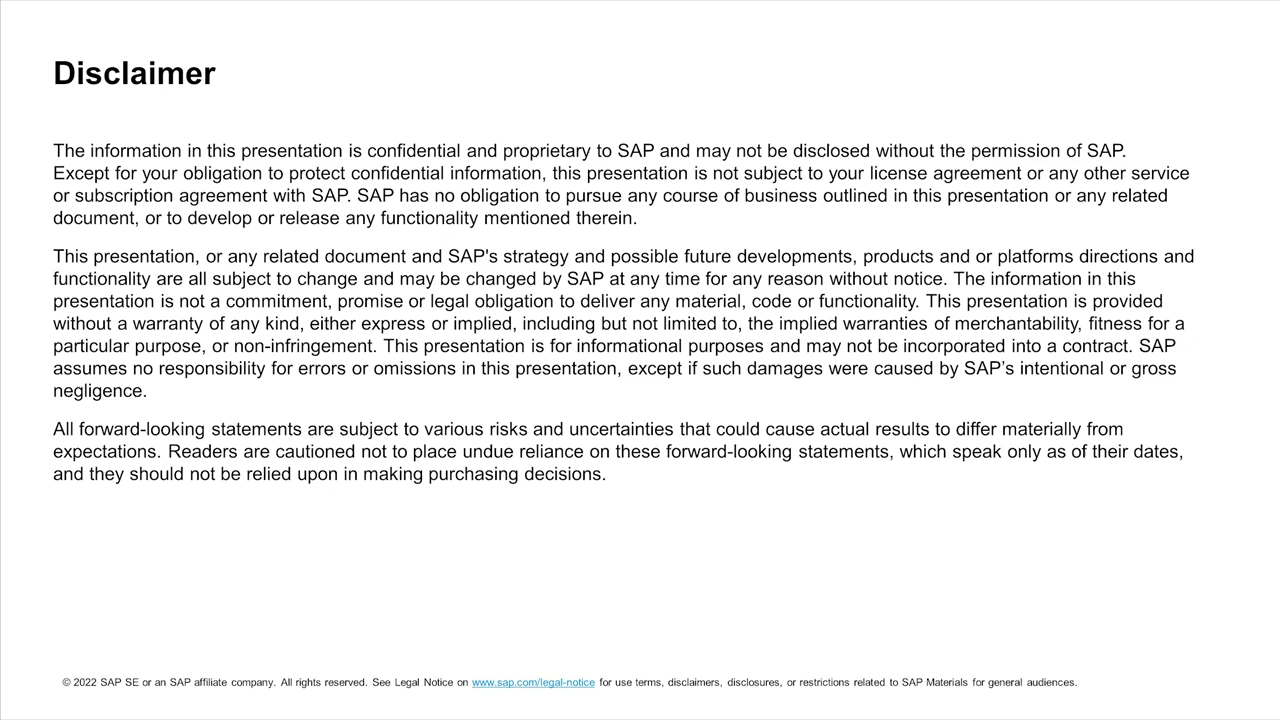 Disclaimer
The information in this presentation is confidential and proprietary to SAP and may not be disclosed without the permission of SAP.
Except for your obligation to protect confidential information, this presentation is not subject to your license agreement or any other service
or subscription agreement with SAP. SAP has no obligation to pursue any course of business outlined in this presentation or any related
document, or to develop or release any functionality mentioned therein.
This presentation, or any related document and SAP's strategy and possible future developments, products and or platforms directions and
functionality are all subject to change and may be changed by SAP at any time for any reason without notice. The information in this
presentation is not a commitment, promise or legal obligation to deliver any material, code or functionality. This presentation is provided
without a warranty of any kind, either express or implied, including but not limited to, the implied warranties of merchantability, fitness for a
particular purpose, or non-infringement. This presentation is for informational purposes and may not be incorporated into a contract. SAP
assumes no responsibility for errors or omissions in this presentation, except if such damages were caused by SAP’s intentional or gross
negligence.
All forward-looking statements are subject to various risks and uncertainties that could cause actual results to differ materially from
expectations. Readers are cautioned not to place undue reliance on these forward-looking statements, which speak only as of their dates,
and they should not be relied upon in making purchasing decisions.
© 2022 SAP SE or an SAP affiliate company. All rights reserved. See Legal Notice on www.sap.com/legal-notice for use terms, disclaimers, disclosures, or restrictions related to SAP Materials for general audiences.